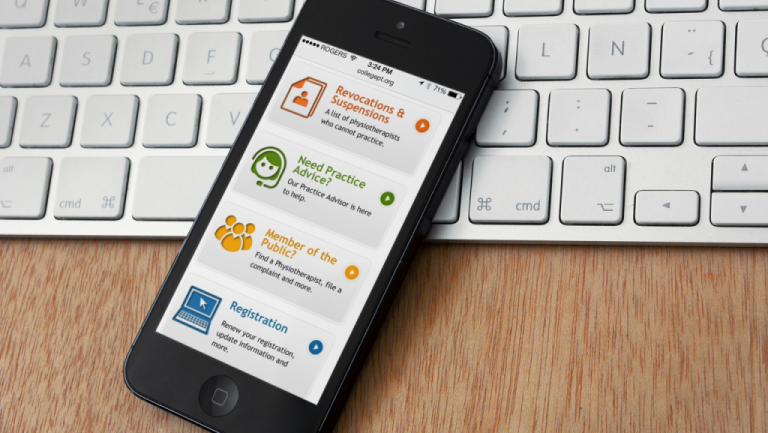 ROGERS 3:24 PM 71%
collegept.org
Revocations &
Suspensions
A list of physiotherapists
who cannot practice.
Need Practice
Advice?
Our Practice Advisor is here
to help.
Member of the
Public?
Find a Physiotherapist, file a
complaint and more.
Registration
Renew your registration,
update information and
more.
A S D F L Ñ
Z X C V
alt cmd cmd alt